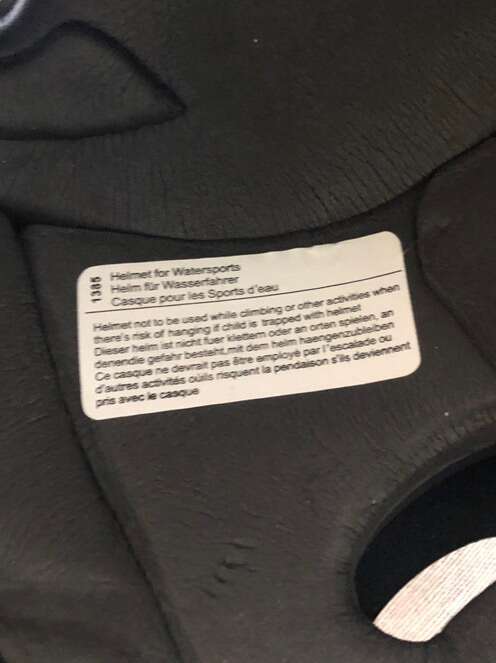 1385
Helmet for Watersports
Helm für Wasserfahrer
Casque pour les Sports d'eau
Helmet not to be used while climbing or other activities when
there's risk of hanging if child is trapped with helmet
Dieser heim ist nicht fuer klettern oder an orten spielen, an
denendie gefahr besteht, mit dem helm haengenzubleiben
Ce casque ne devrait pas être employé par l'escalade ou
d'autres activités oùils risquent la pendaison s'ils deviennent
pris avec le casque